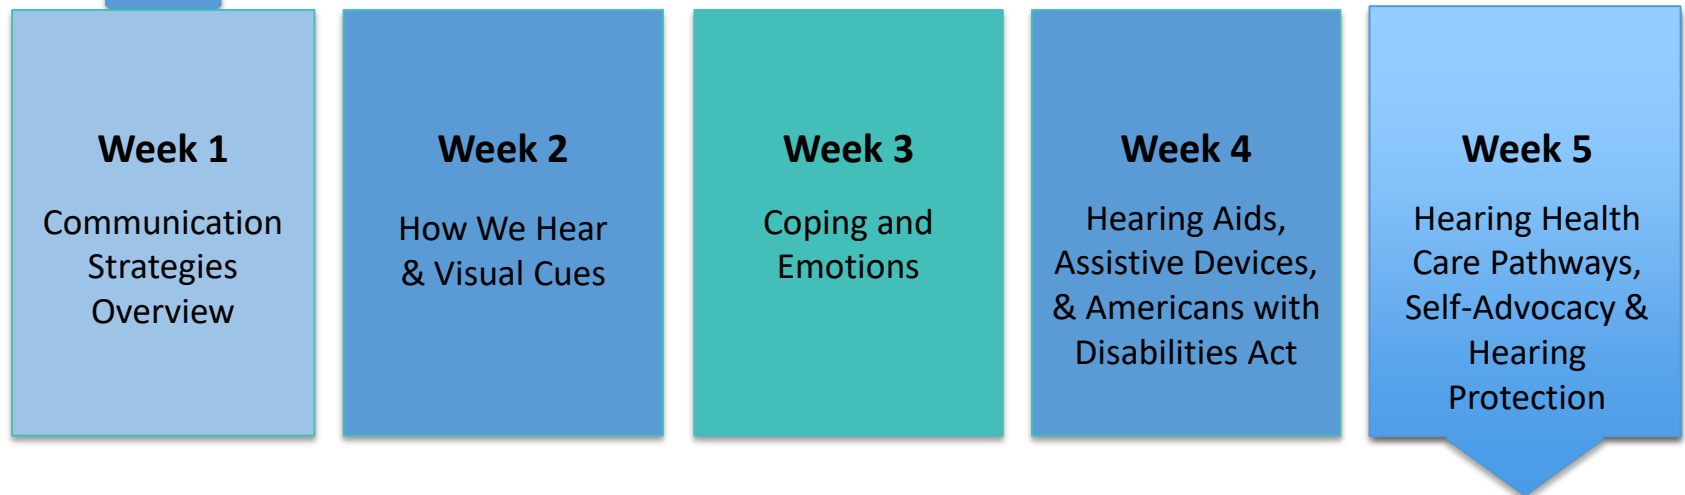 Week 1
Communication
Strategies
Overview
Week 2
How We Hear
& Visual Cues
Week 3
Coping and
Emotions
Week 4
Hearing Aids,
Assistive Devices,
& Americans with
Disabilities Act
Week 5
Hearing Health
Care Pathways,
Self-Advocacy &
Hearing
Protection